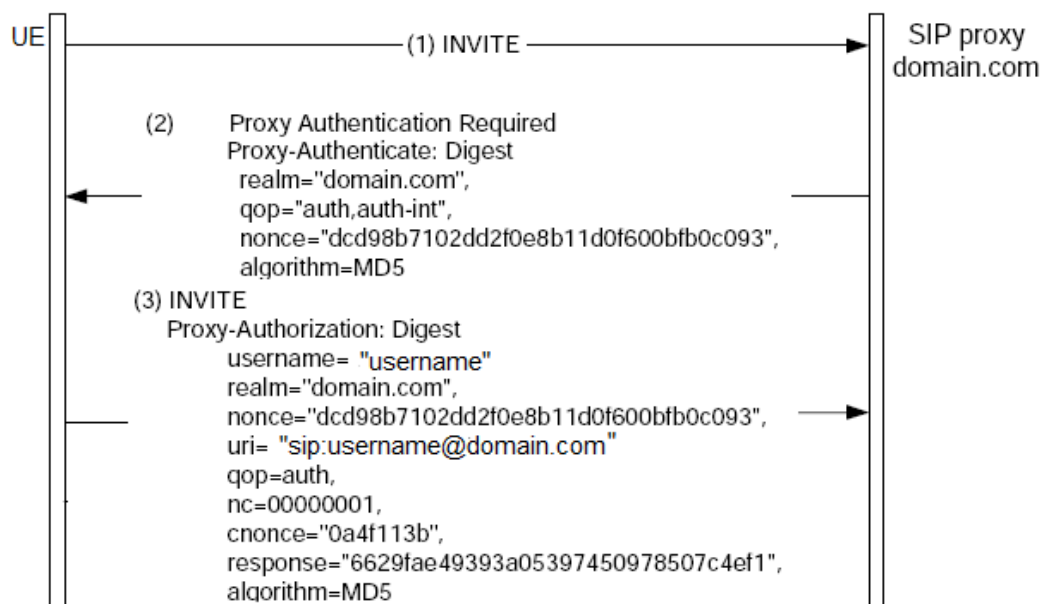 UE
(1) INVITE
SIP proxy
domain.com
(2) Proxy Authentication Required
Proxy-Authenticate: Digest
realm="domain.com",
qop="auth,auth-int",
nonce="dcd98b7102dd2f0e8b11d0f600bfb0c093",
algorithm=MD5
(3) INVITE
Proxy-Authorization: Digest
username= "username"
realm="domain.com",
nonce="dcd98b7102dd2f0e8b11d0f600bfb0c093",
uri= "sip:username@domain.com"
qop=auth,
nc=00000001,
cnonce="0a4f113b",
response="6629fae49393a05397450978507c4ef1",
algorithm=MD5